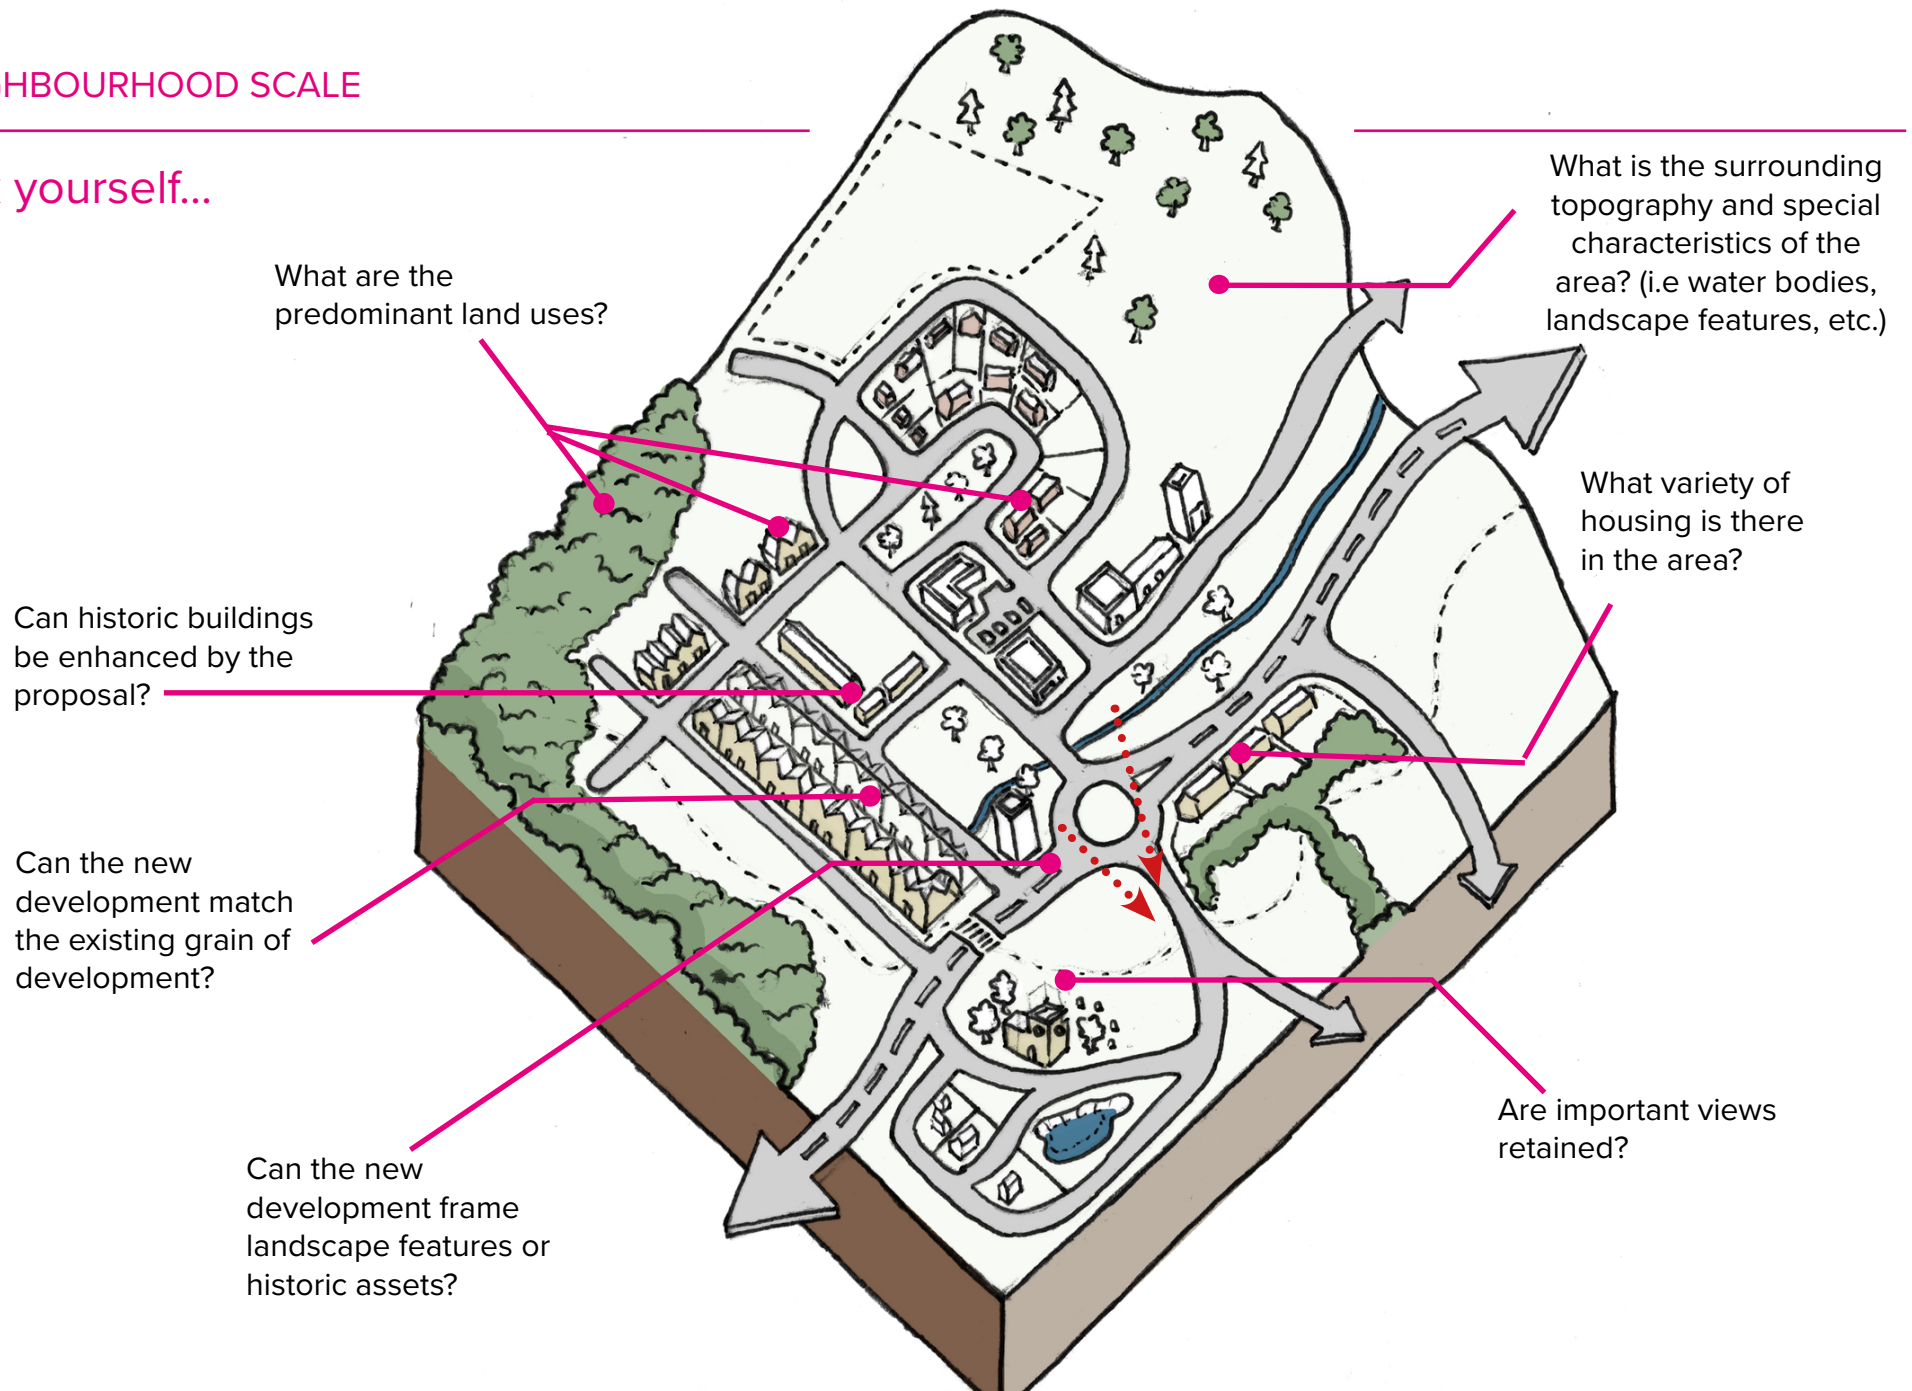 GHBOURHOOD SCALE
yourself...
What are the
predominant land uses?
What is the surrounding
topography and special
characteristics of the
area? (i.e water bodies,
landscape features, etc.)
What variety of
housing is there
in the area?
Can historic buildings
be enhanced by the
proposal?
Can the new
development match
the existing grain of
development?
Can the new
development frame
landscape features or
historic assets?
Are important views
retained?